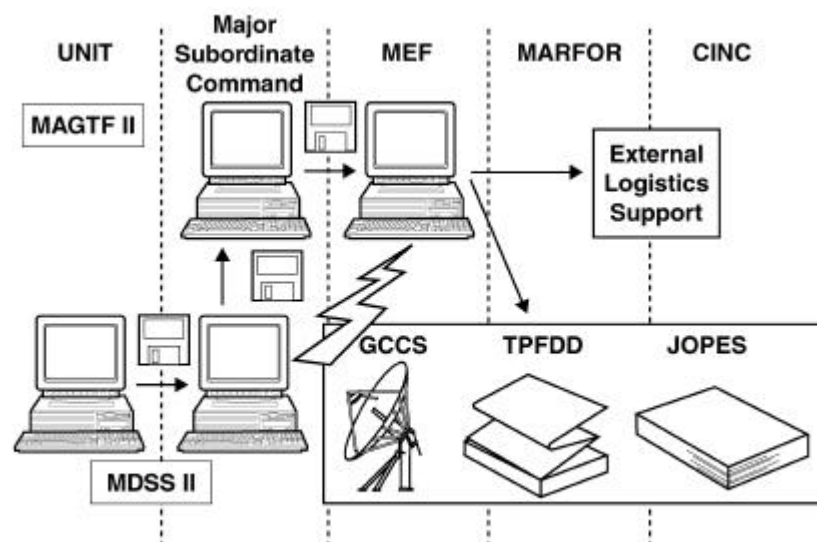 UNIT
Major
Subordinate
Command
MEF
MARFOR
CINC
MAGTF II
External
Logistics
Support
GCCS
TPFDD
JOPES
MDSS II